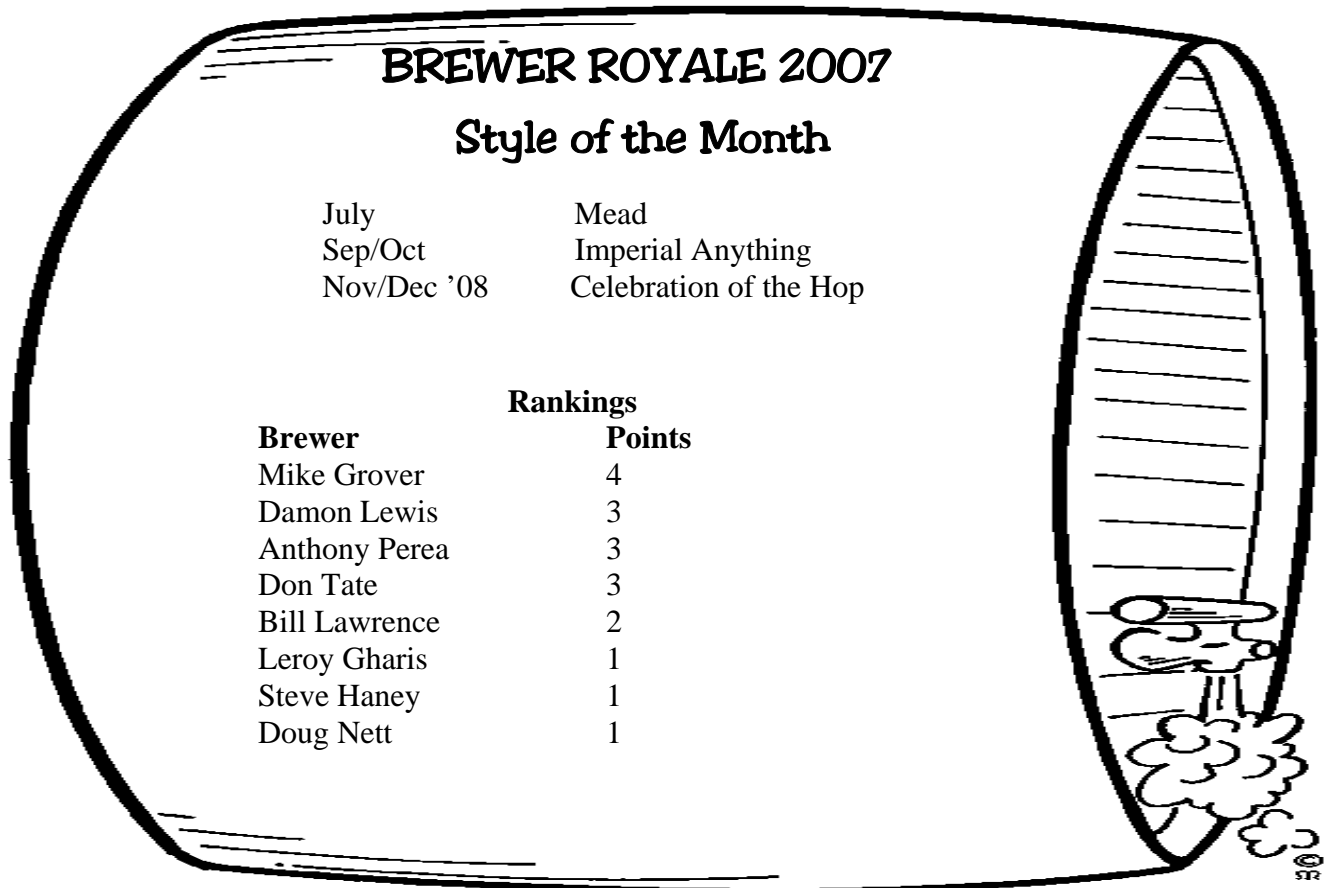 BREWER ROYALE 2007
Style of the Month
July Mead
Sep/Oct Imperial Anything
Nov/Dec ’08 Celebration of the Hop
Rankings
Brewer Points
Mike Grover 4
Damon Lewis 3
Anthony Perea 3
Don Tate 3
Bill Lawrence 2
Leroy Gharis 1
Steve Haney 1
Doug Nett 1
©